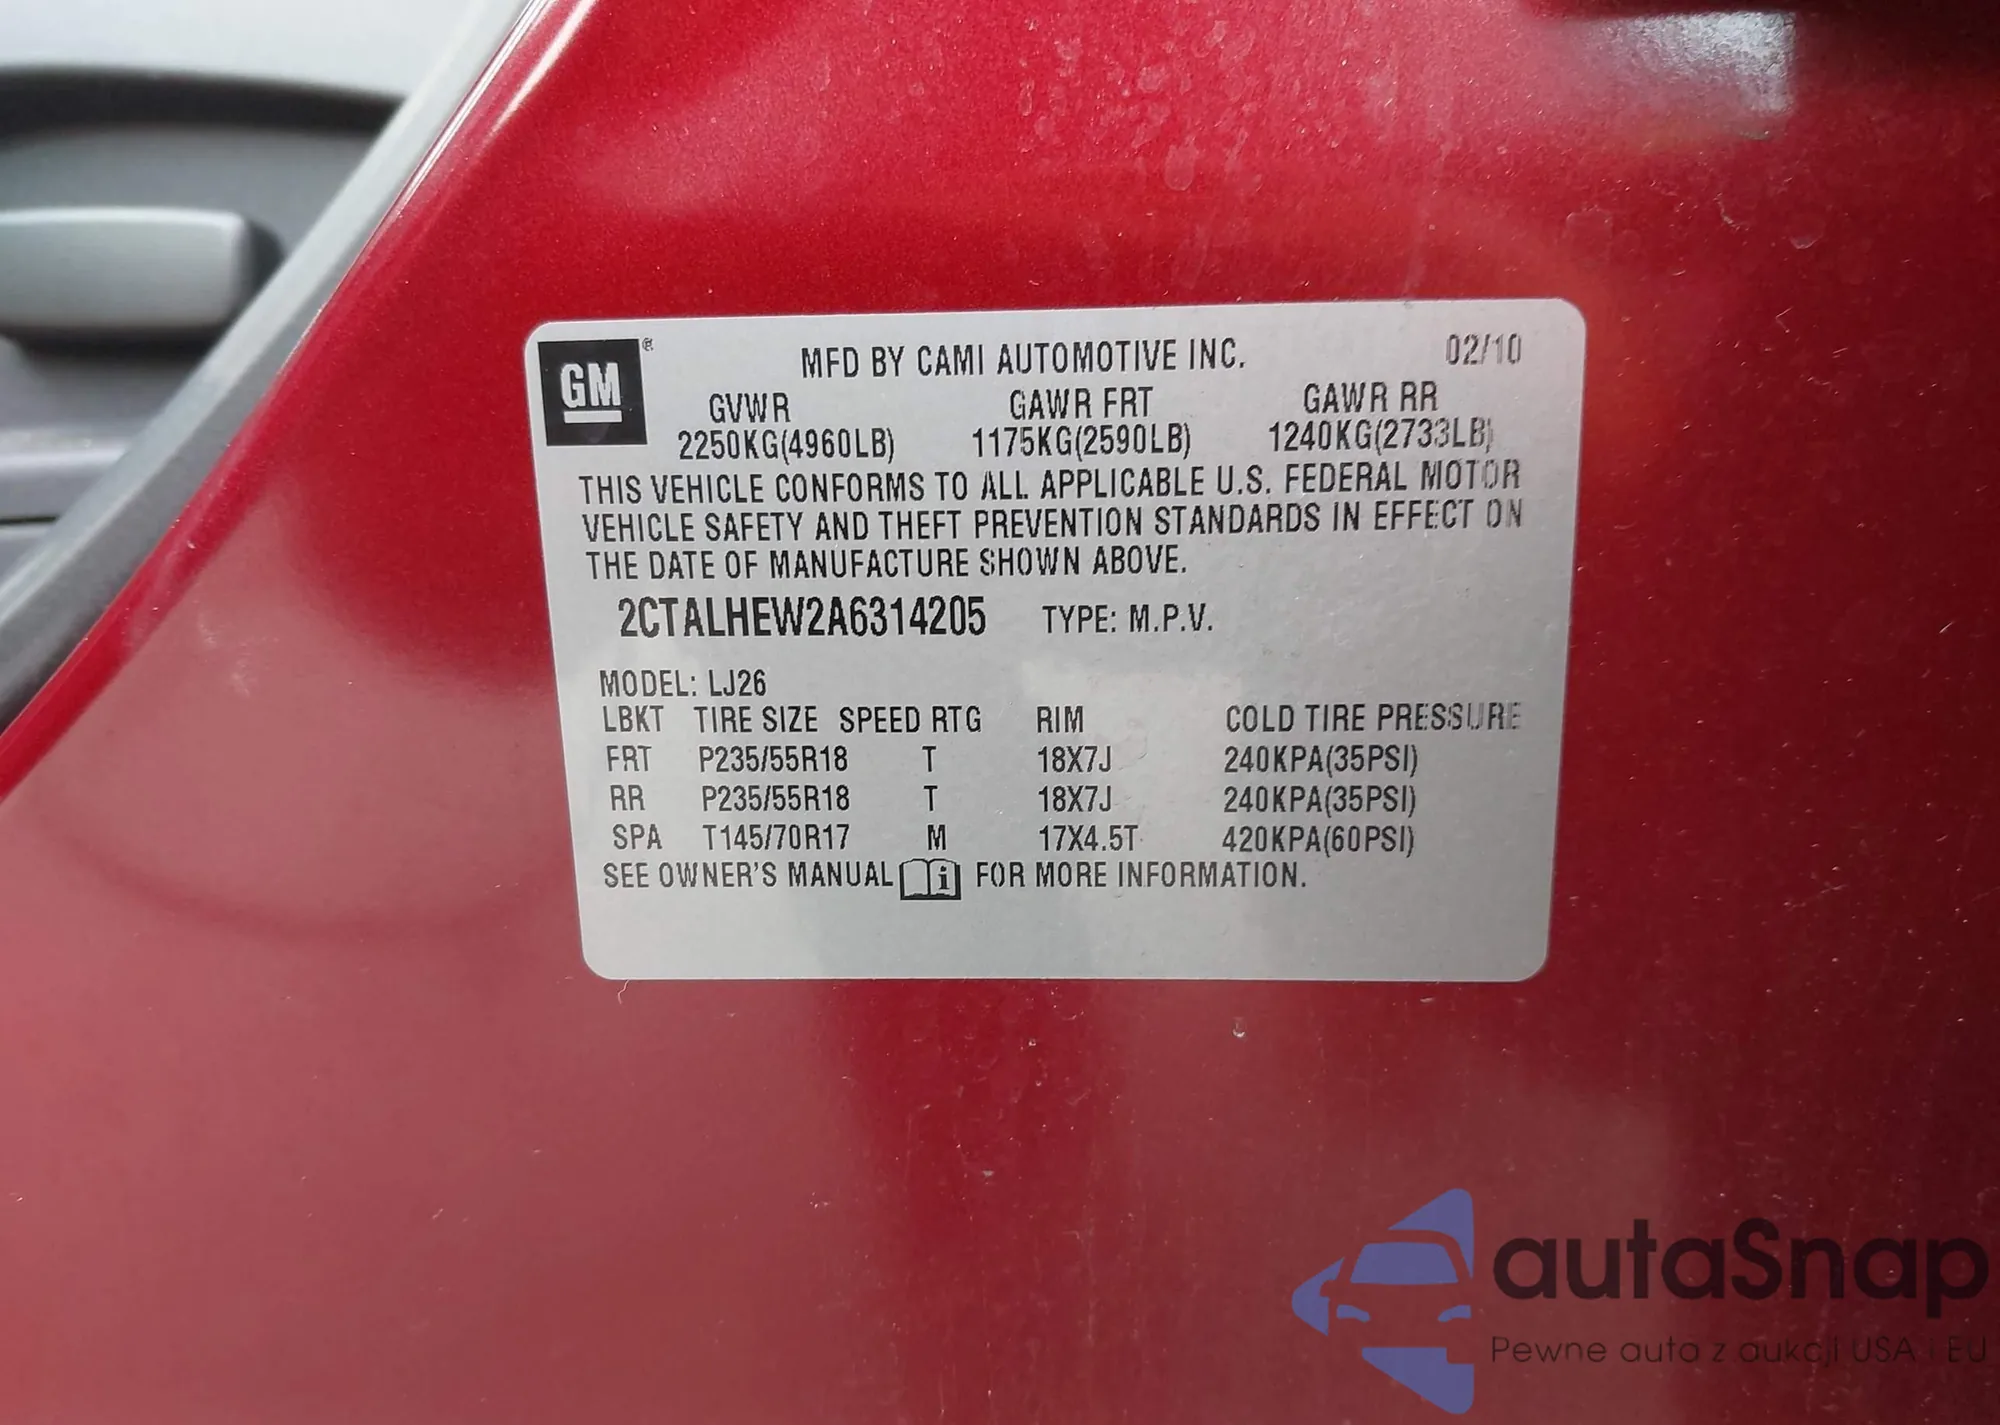 GM®
MFD BY CAMI AUTOMOTIVE INC. 02/10
GVWR GAWR FRT GAWR RR
2250KG(4960LB) 1175KG(2590LB) 1240KG(2733LB)
THIS VEHICLE CONFORMS TO ALL APPLICABLE U.S. FEDERAL MOTOR
VEHICLE SAFETY AND THEFT PREVENTION STANDARDS IN EFFECT ON
THE DATE OF MANUFACTURE SHOWN ABOVE.
2CTALHEW2A6314205 TYPE: M.P.V.
MODEL: LJ26
LBKT TIRE SIZE SPEED RTG RIM COLD TIRE PRESSURE
FRT P235/55R18 T 18X7J 240KPA(35PSI)
RR P235/55R18 T 18X7J 240KPA(35PSI)
SPA T145/70R17 M 17X4.5T 420KPA(60PSI)
SEE OWNER'S MANUAL i FOR MORE INFORMATION.
autaSnap
Pewne auta z aukcji USA i EU